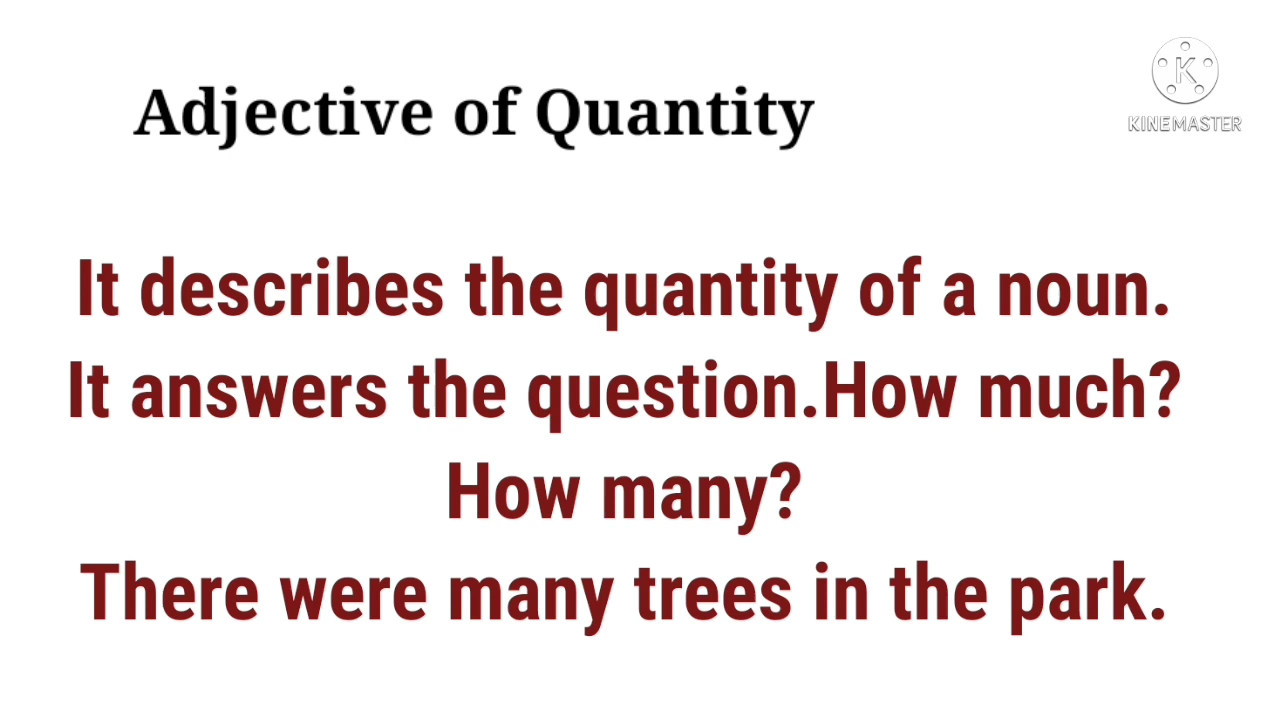 Adjective of Quantity
K
KINEMASTER
It describes the quantity of a noun.
It answers the question.How much?
How many?
There were many trees in the park.